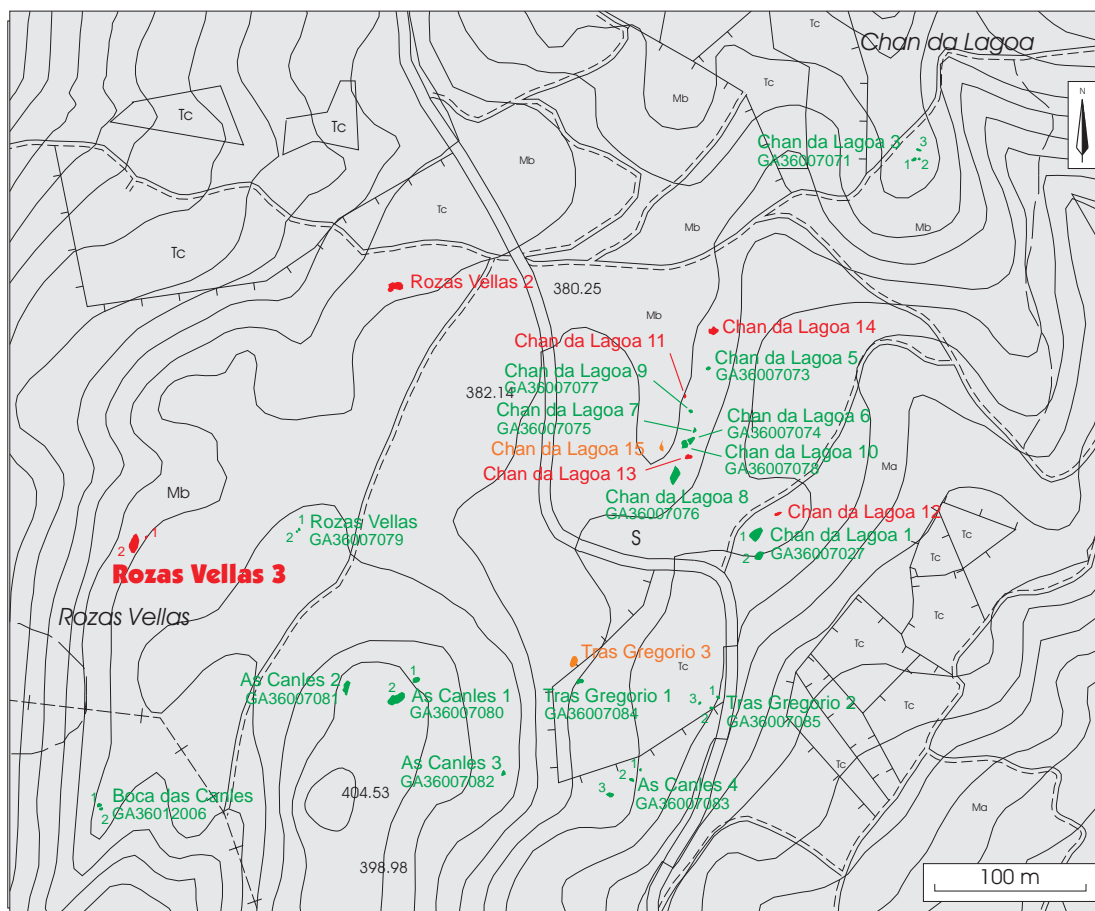 Chan da Lagoa
Tc
Tc
Tc
Tc
Mb
N
Mb
Chan da Lagoa 3
GA36007071
3
1
2
Tc
Tc
Mb
Mb
Rozas Vellas 2
380.25
Mb
Chan da Lagoa 14
Chan da Lagoa 11
Chan da Lagoa 5
GA36007073
Chan da Lagoa 9
GA36007077
382.14
Chan da Lagoa 7
GA36007075
Chan da Lagoa 6
GA36007074
Chan da Lagoa 15
Chan da Lagoa 10
GA36007078
Chan da Lagoa 13
Ma
Mb
Chan da Lagoa 8
GA36007076
Chan da Lagoa 12
1
2
Rozas Vellas
GA36007079
1
2
Rozas Vellas 3
S
1
2
Chan da Lagoa 1
GA36007027
Tc
Tc
Tc
Rozas Vellas
Tras Gregorio 3
Tc
Tc
Tc
As Canles 2
GA36007081
1
2
As Canles 1
GA36007080
Tras Gregorio 1
GA36007084
1
3
2
Tras Gregorio 2
GA36007085
Tc
As Canles 3
GA36007082
1
2
3
As Canles 4
GA36007083
Tc
1
2
Boca das Canles
GA36012006
404.53
Ma
398.98
100 m